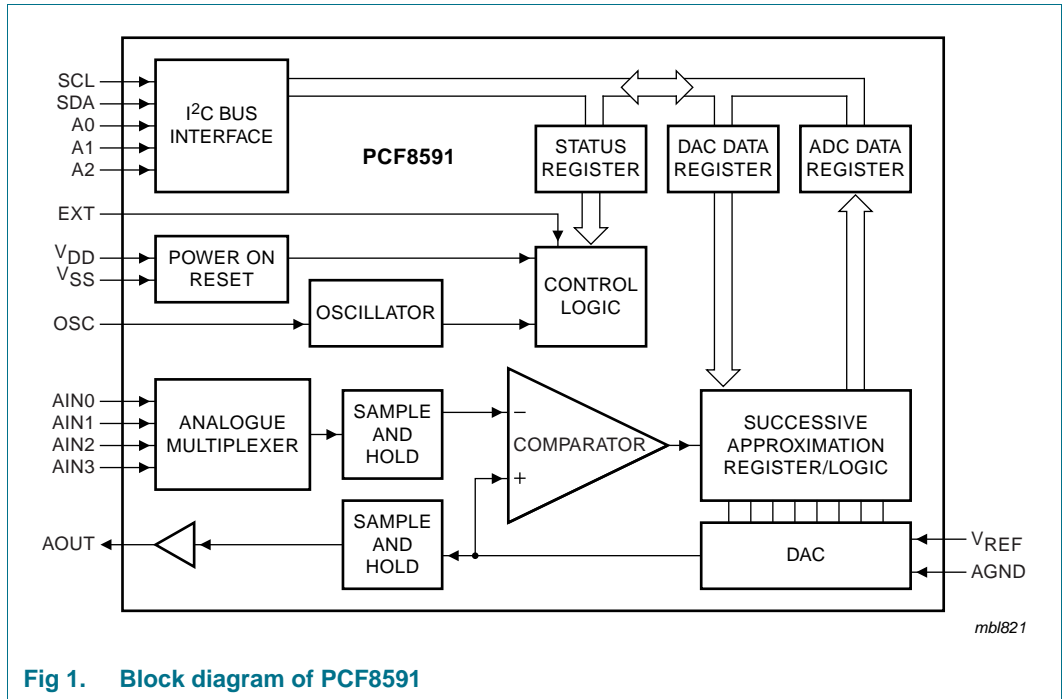 SCL
SDA
A0
A1
A2
I²C BUS
INTERFACE
PCF8591
STATUS
REGISTER
DAC DATA
REGISTER
ADC DATA
REGISTER
EXT
VDD
VSS
POWER ON
RESET
CONTROL
LOGIC
OSC
OSCILLATOR
AIN0
AIN1
AIN2
AIN3
ANALOGUE
MULTIPLEXER
SAMPLE
AND
HOLD
−
COMPARATOR
+
SUCCESSIVE
APPROXIMATION
REGISTER/LOGIC
AOUT
SAMPLE
AND
HOLD
DAC
VREF
AGND
mbl821
Fig 1. Block diagram of PCF8591